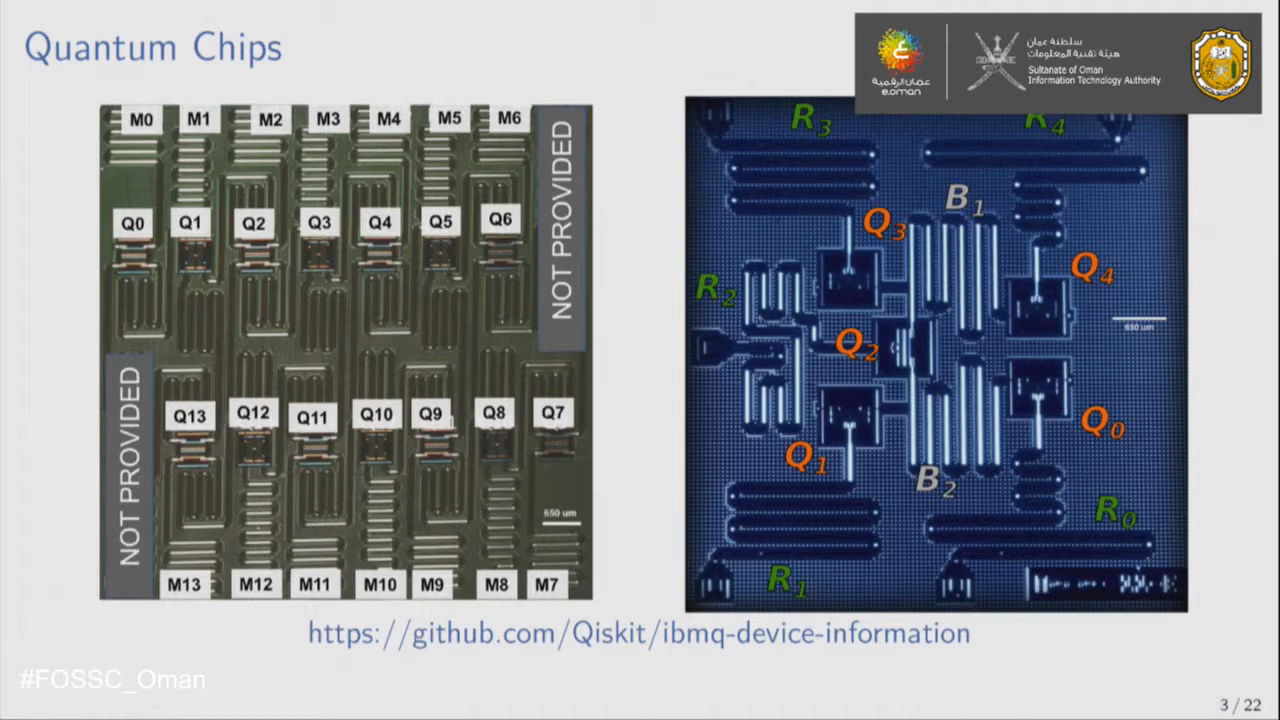 Quantum Chips
عمان الرقمية
e.oman
سلطنة عمان
هيئة تقنية المعلومات
Sultanate of Oman
Information Technology Authority
M0 M1 M2 M3 M4 M5 M6
NOT PROVIDED
Q0 Q1 Q2 Q3 Q4 Q5 Q6
Q13 Q12 Q11 Q10 Q9 Q8 Q7
NOT PROVIDED
650 um
M13 M12 M11 M10 M9 M8 M7
R3 R4
B1
Q3
Q4
R2
650 um
Q2
Q0
Q1
B2
R0
R1
https://github.com/Qiskit/ibmq-device-information
#FOSSC_Oman
3 / 22